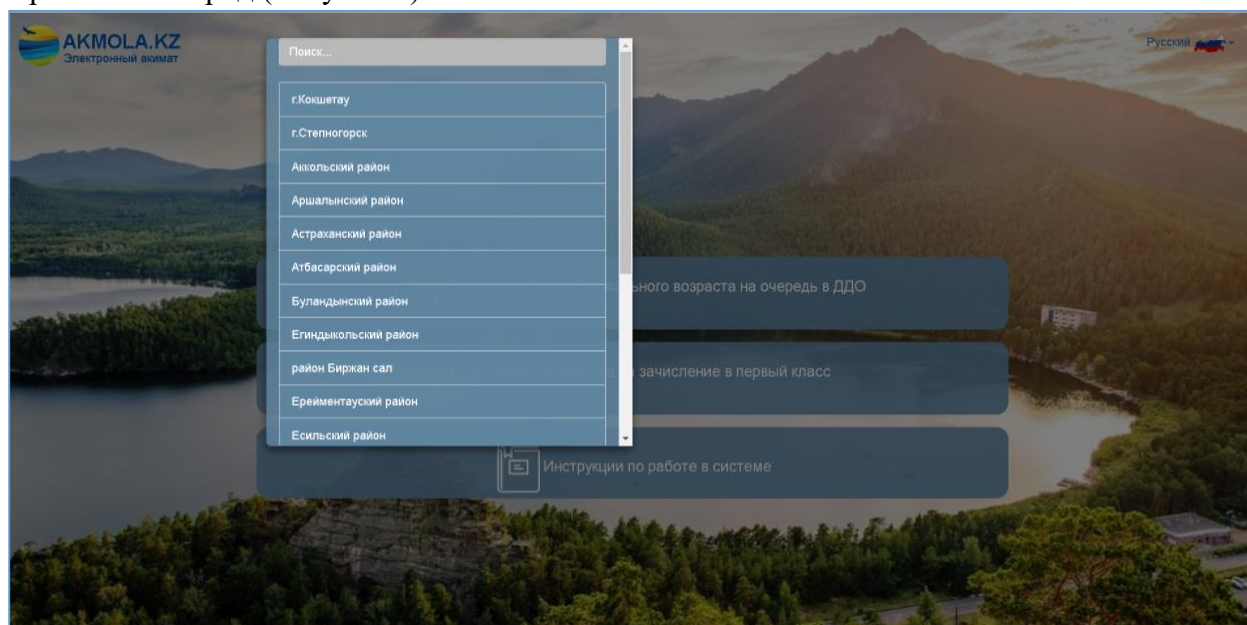 AKMOLA.KZ
Электронный акимат
Русский
Поиск...
г.Кокшетау
г.Степногорск
Аккольский район
Аршалынский район
Астраханский район
Атбасарский район
Буландынский район
Егиндыкольский район
район Биржан сал
Ерейментауский район
Есильский район
возраста на очередь в ДДО
зачисление в первый класс
Инструкции по работе в системе